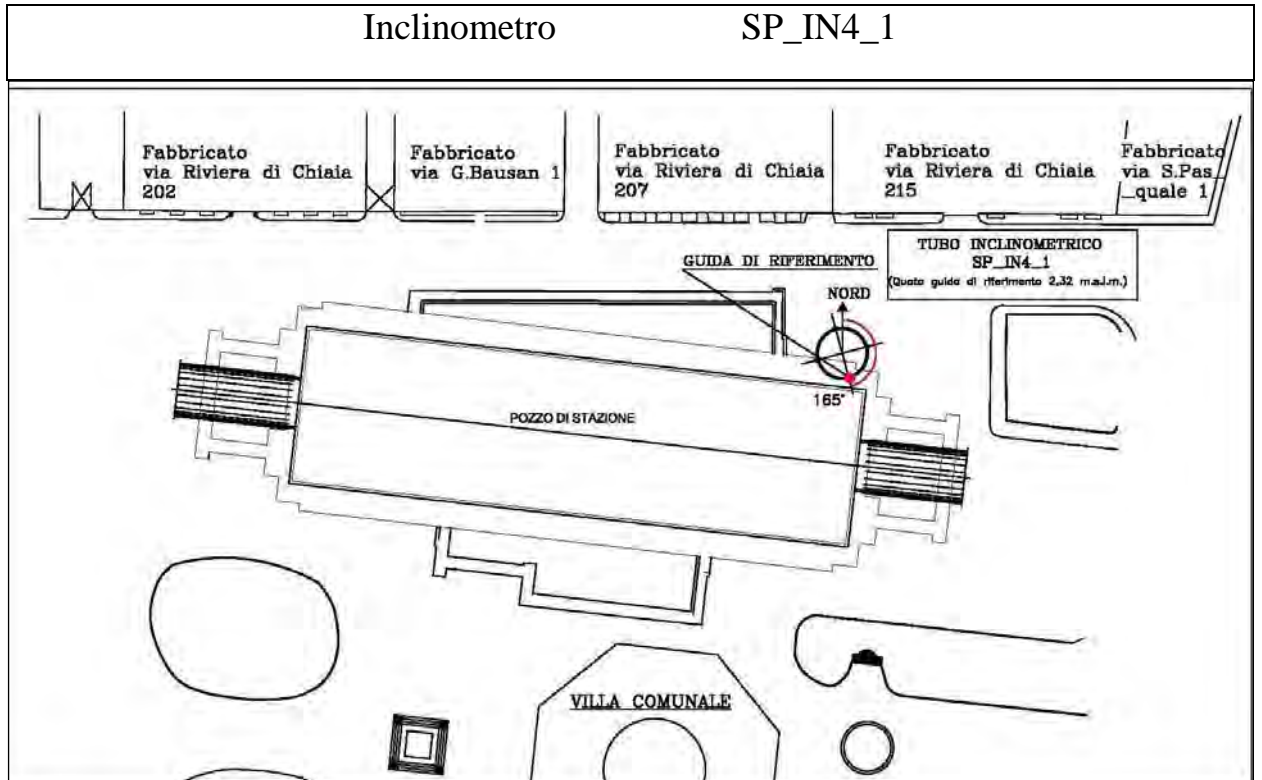 Inclinometro SP_IN4_1
Fabbricato
via Riviera di Chiaia
202
Fabbricato
via G.Bausan 1
Fabbricato
via Riviera di Chiaia
207
Fabbricato
via Riviera di Chiaia
215
Fabbricato
via S.Pas
_quale 1
TUBO INCLINOMETRICO
SP_IN4_1
(Quota guida di riferimento 2,32 m.s.l.m.)
GUIDA DI RIFERIMENTO
NORD
165°
POZZO DI STAZIONE
VILLA COMUNALE